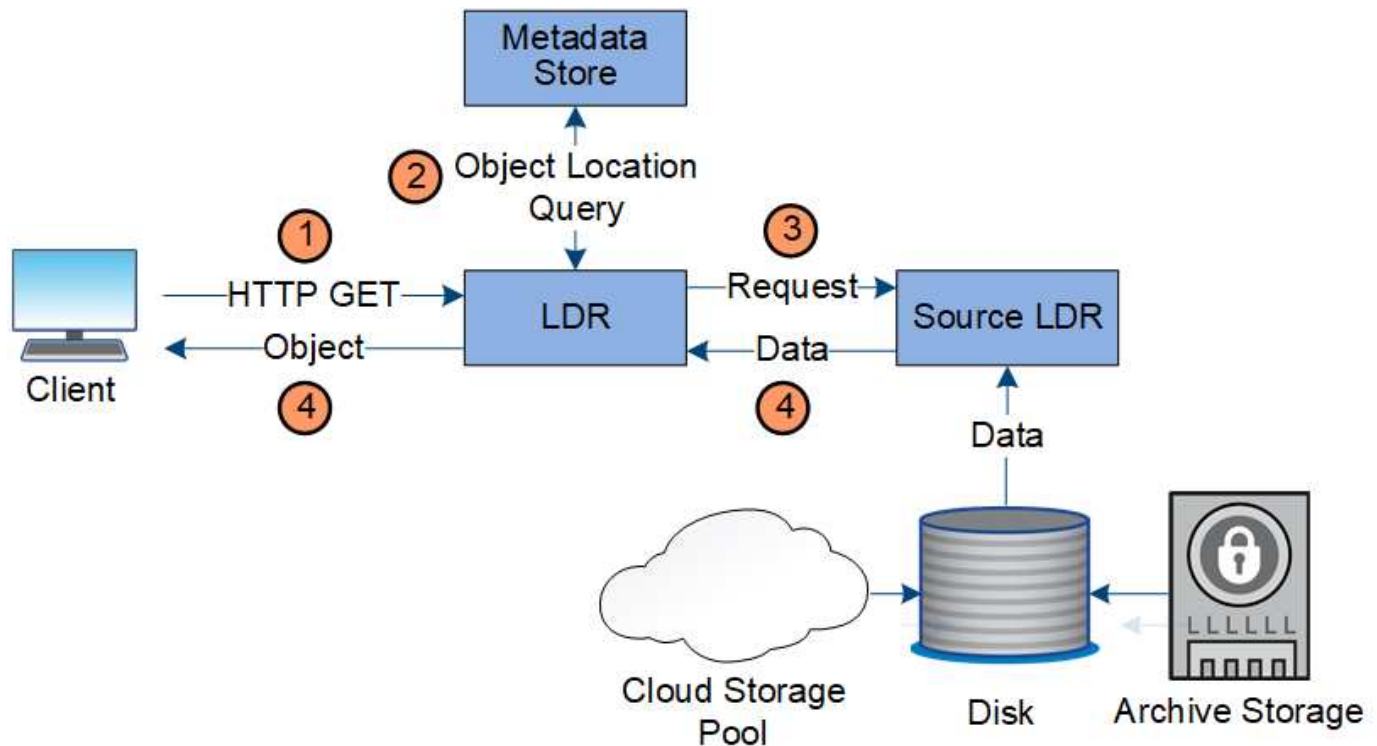 Metadata
Store
2
Object Location
Query
1
3
HTTP GET
LDR
Request
Source LDR
Object
Data
Client
4
4
Data
LLLLLL
Cloud Storage
Pool
Disk
Archive Storage